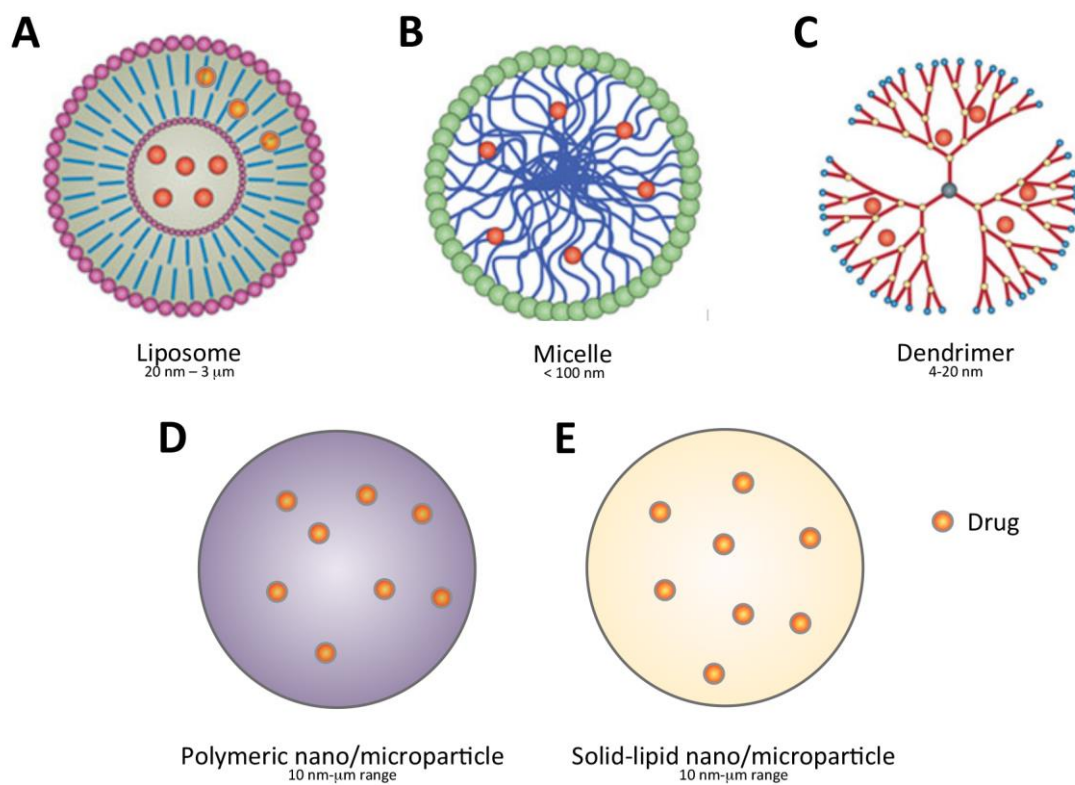 A
B
C
Liposome
20 nm – 3 μm
Micelle
< 100 nm
Dendrimer
4-20 nm
D
E
Drug
Polymeric nano/microparticle
10 nm-μm range
Solid-lipid nano/microparticle
10 nm-μm range